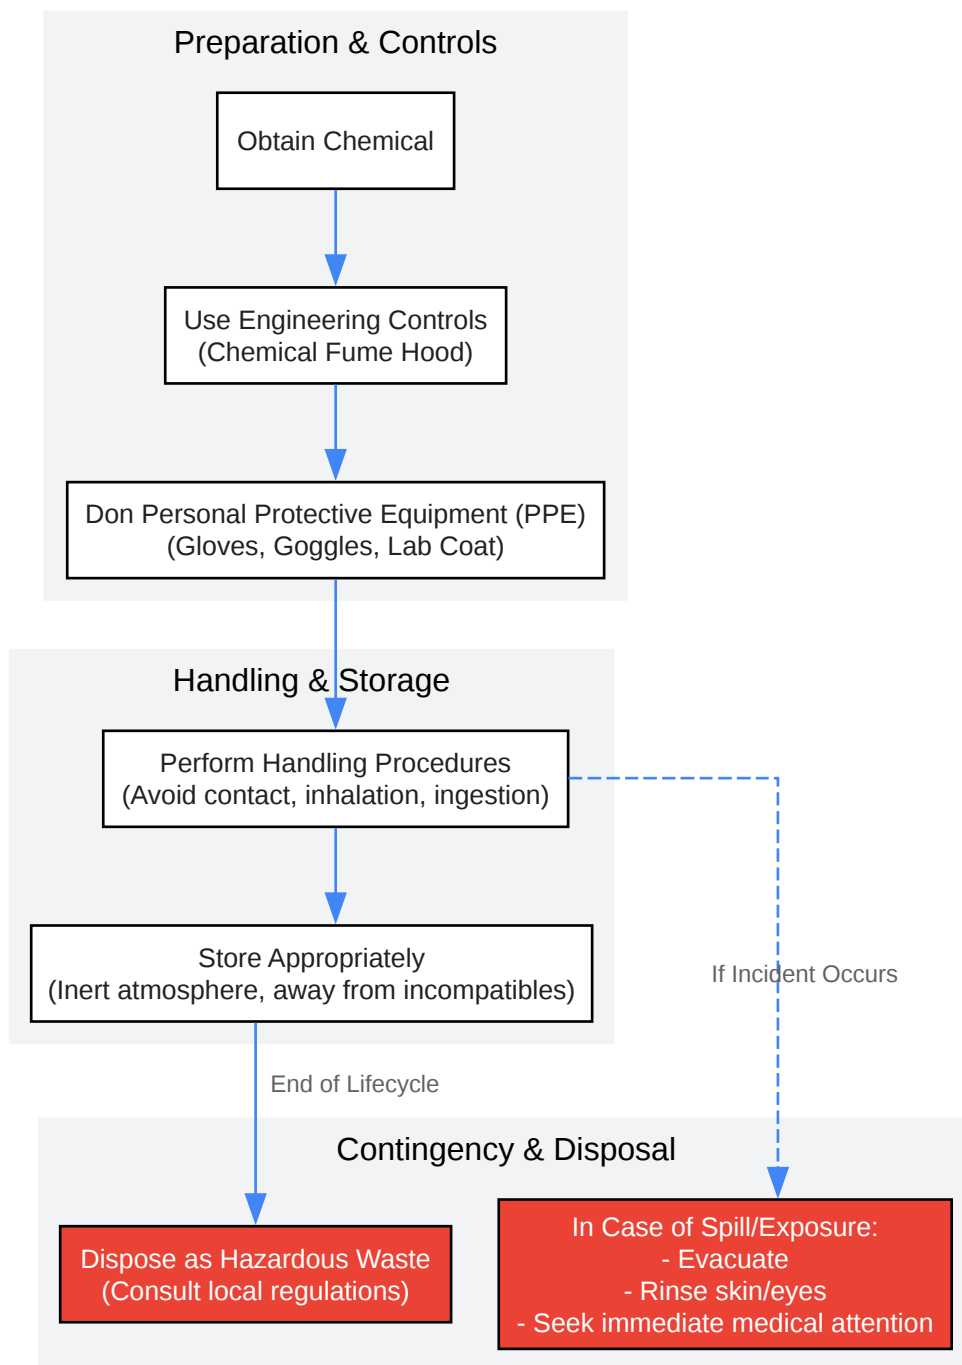 Preparation & Controls
Obtain Chemical
Use Engineering Controls
(Chemical Fume Hood)
Don Personal Protective Equipment (PPE)
(Gloves, Goggles, Lab Coat)
Handling & Storage
Perform Handling Procedures
(Avoid contact, inhalation, ingestion)
Store Appropriately
(Inert atmosphere, away from incompatibles)
If Incident Occurs
End of Lifecycle
Contingency & Disposal
Dispose as Hazardous Waste
(Consult local regulations)
In Case of Spill/Exposure:
- Evacuate
- Rinse skin/eyes
- Seek immediate medical attention